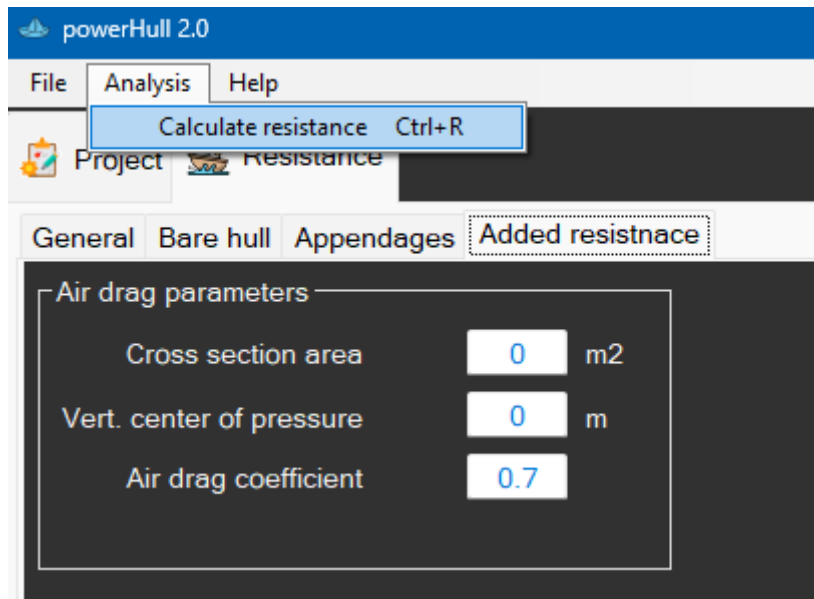 powerHull 2.0
File Analysis Help
Calculate resistance Ctrl+R
Project Resistance
General Bare hull Appendages Added resistnace
Air drag parameters
Cross section area 0 m2
Vert. center of pressure 0 m
Air drag coefficient 0.7